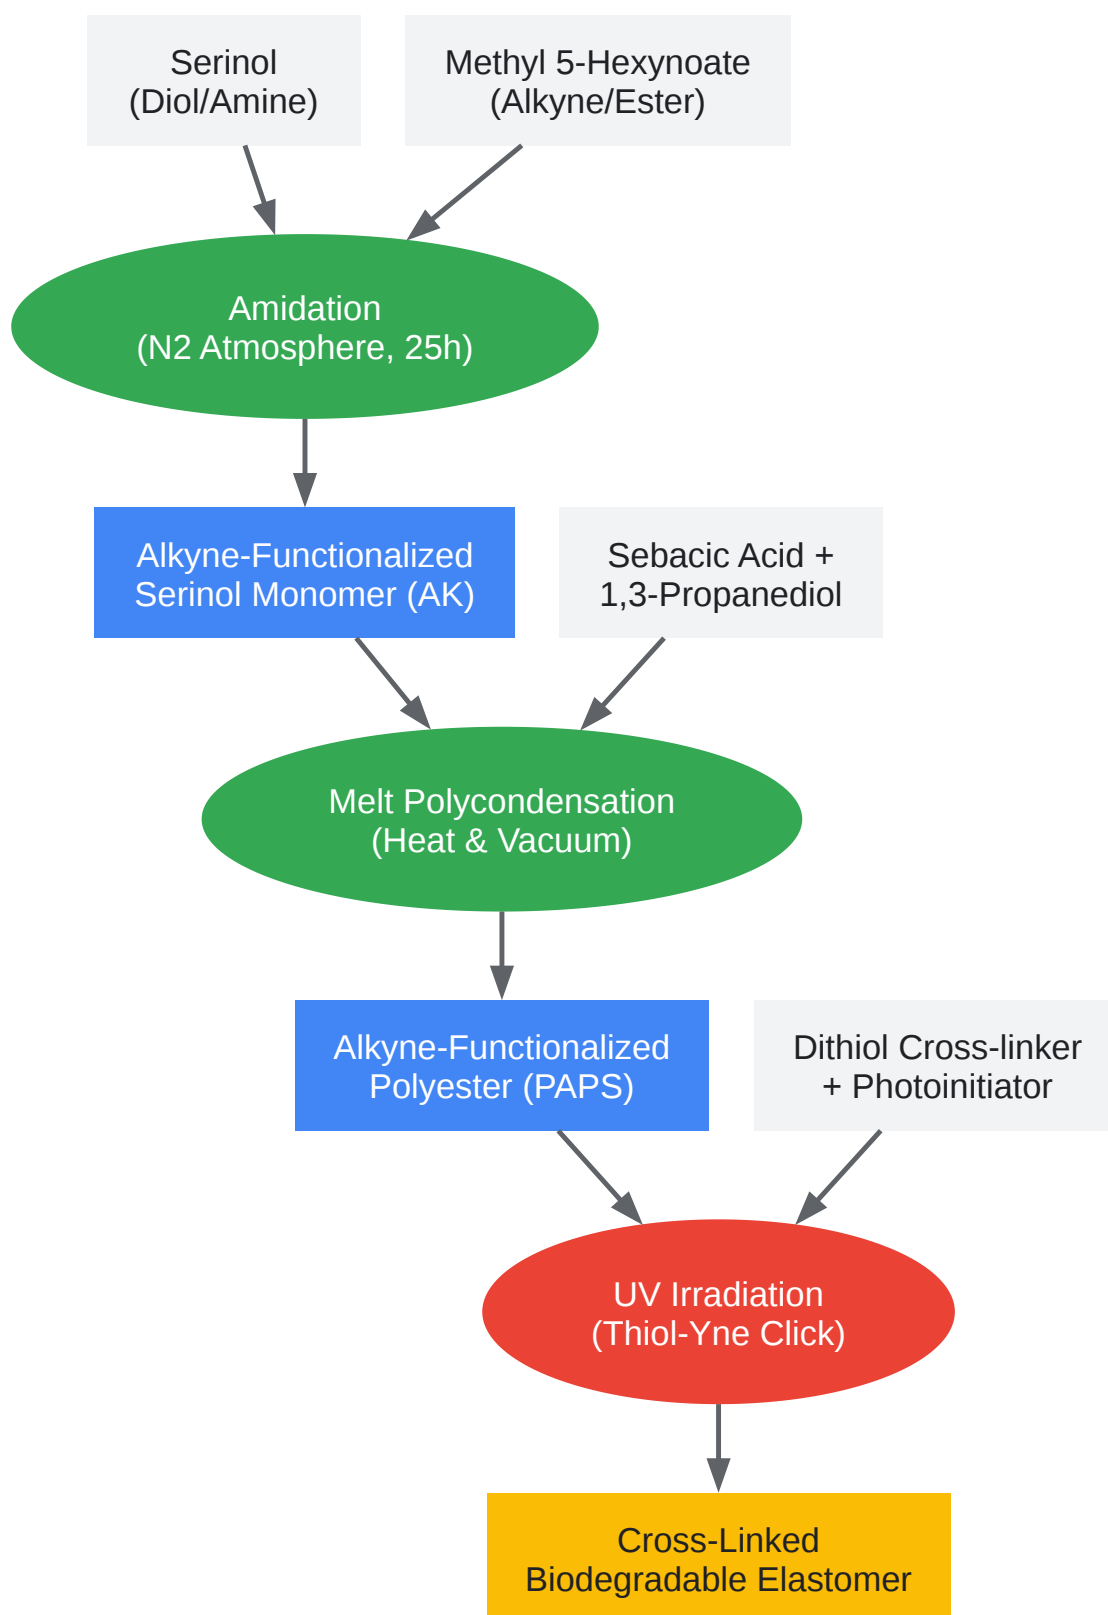 Serinol
(Diol/Amine)
Methyl 5-Hexynoate
(Alkyne/Ester)
Amidation
(N2 Atmosphere, 25h)
Alkyne-Functionalized
Serinol Monomer (AK)
Sebacic Acid +
1,3-Propanediol
Melt Polycondensation
(Heat & Vacuum)
Alkyne-Functionalized
Polyester (PAPS)
Dithiol Cross-linker
+ Photoinitiator
UV Irradiation
(Thiol-Yne Click)
Cross-Linked
Biodegradable Elastomer